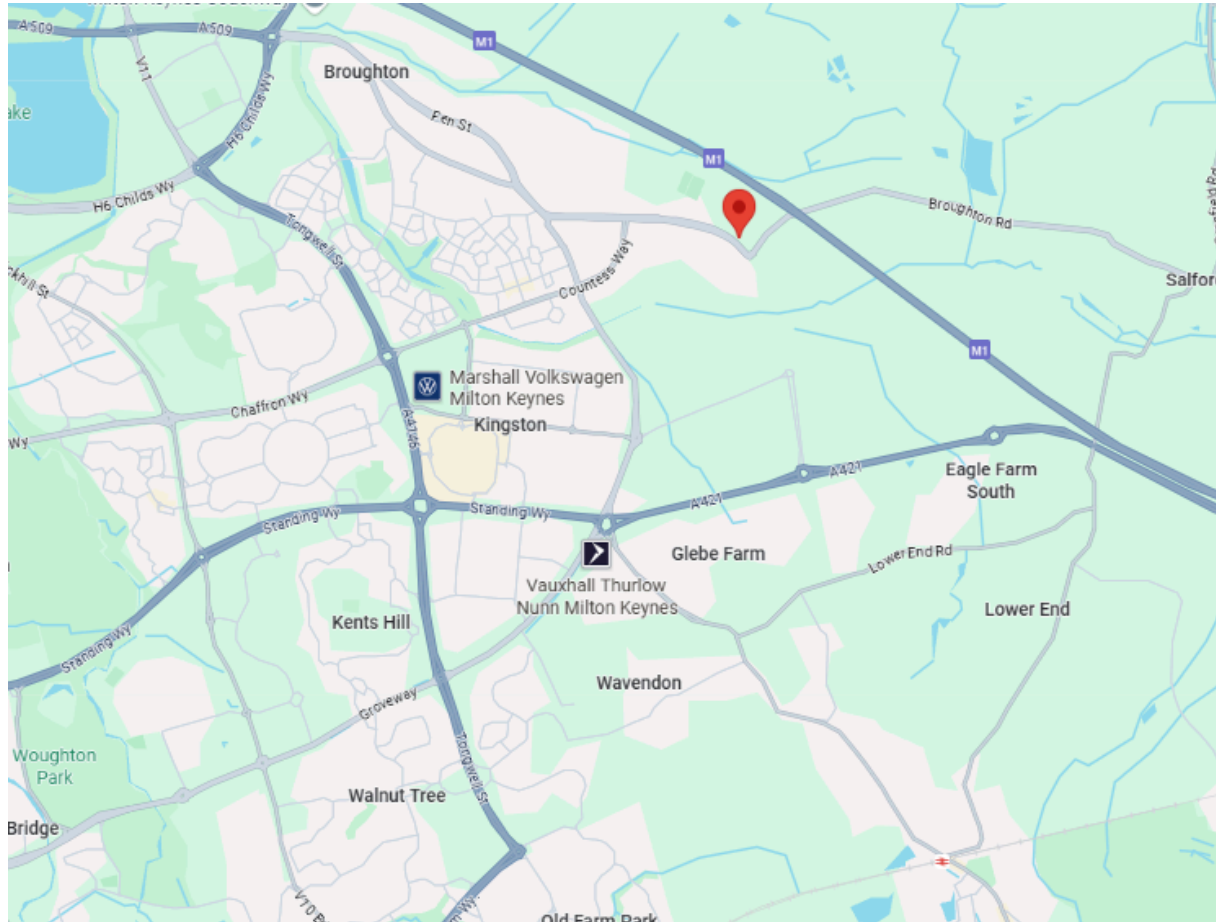 A509
A509
M1
V11
Broughton
ake
H6 Childs Wy
Fen St
M1
H6 Childs Wy
Broughton Rd
Tongwell St
Countess Way
Salford
M1
Marshall Volkswagen
Milton Keynes
Chaffron Wy
A4146
Kingston
Wy
Eagle Farm
South
A421
A421
Standing Wy
Standing Wy
Glebe Farm
Lower End Rd
Vauxhall Thurlow
Nunn Milton Keynes
Lower End
Kents Hill
Standing Wy
Wavendon
Groveway
Woughton
Park
Tongwell St
Walnut Tree
Bridge
V10 B
Old Farm Park